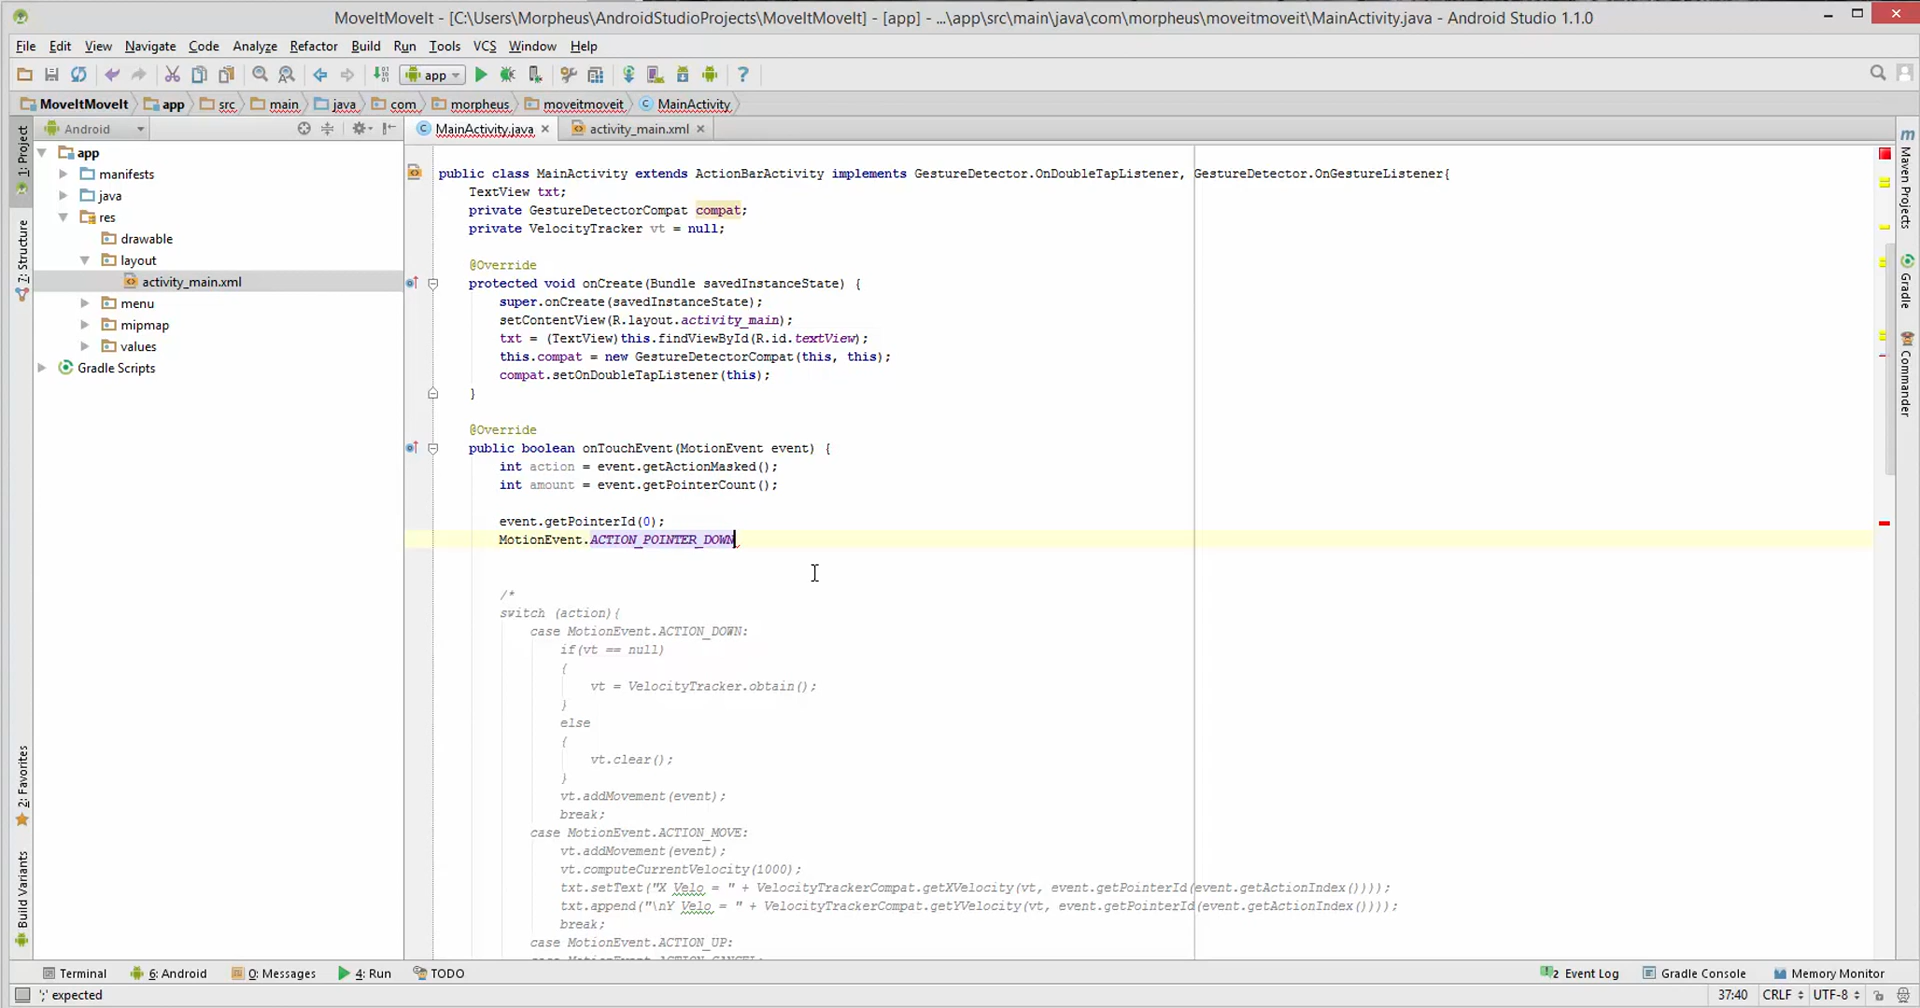 MoveItMoveIt - [C:\Users\Morpheus\AndroidStudioProjects\MoveItMoveIt] - [app] - ...\app\src\main\java\com\morpheus\moveitmoveit\MainActivity.java - Android Studio 1.1.0
File Edit View Navigate Code Analyze Refactor Build Run Tools VCS Window Help
app
MoveItMoveIt app src main java com morpheus moveitmoveit MainActivity
Android
MainActivity.java activity_main.xml
1: Project
7: Structure
2: Favorites
Build Variants
app
manifests
java
res
drawable
layout
activity_main.xml
menu
mipmap
values
Gradle Scripts
public class MainActivity extends ActionBarActivity implements GestureDetector.OnDoubleTapListener, GestureDetector.OnGestureListener{
TextView txt;
private GestureDetectorCompat compat;
private VelocityTracker vt = null;
@Override
protected void onCreate(Bundle savedInstanceState) {
super.onCreate(savedInstanceState);
setContentView(R.layout.activity_main);
txt = (TextView)this.findViewById(R.id.textView);
this.compat = new GestureDetectorCompat(this, this);
compat.setOnDoubleTapListener(this);
}
@Override
public boolean onTouchEvent(MotionEvent event) {
int action = event.getActionMasked();
int amount = event.getPointerCount();
event.getPointerId(0);
MotionEvent.ACTION_POINTER_DOWN
/*
switch (action){
case MotionEvent.ACTION_DOWN:
if(vt == null)
{
vt = VelocityTracker.obtain();
}
else
{
vt.clear();
}
vt.addMovement(event);
break;
case MotionEvent.ACTION_MOVE:
vt.addMovement(event);
vt.computeCurrentVelocity(1000);
txt.setText("X Velo = " + VelocityTrackerCompat.getXVelocity(vt, event.getPointerId(event.getActionIndex())));
txt.append("\nY Velo = " + VelocityTrackerCompat.getYVelocity(vt, event.getPointerId(event.getActionIndex())));
break;
case MotionEvent.ACTION_UP:
case MotionEvent.ACTION_CANCEL:
m Maven Projects
Gradle
Commander
Terminal 6: Android 0: Messages 4: Run TODO 2 Event Log Gradle Console Memory Monitor
';' expected 37:40 CRLF UTF-8